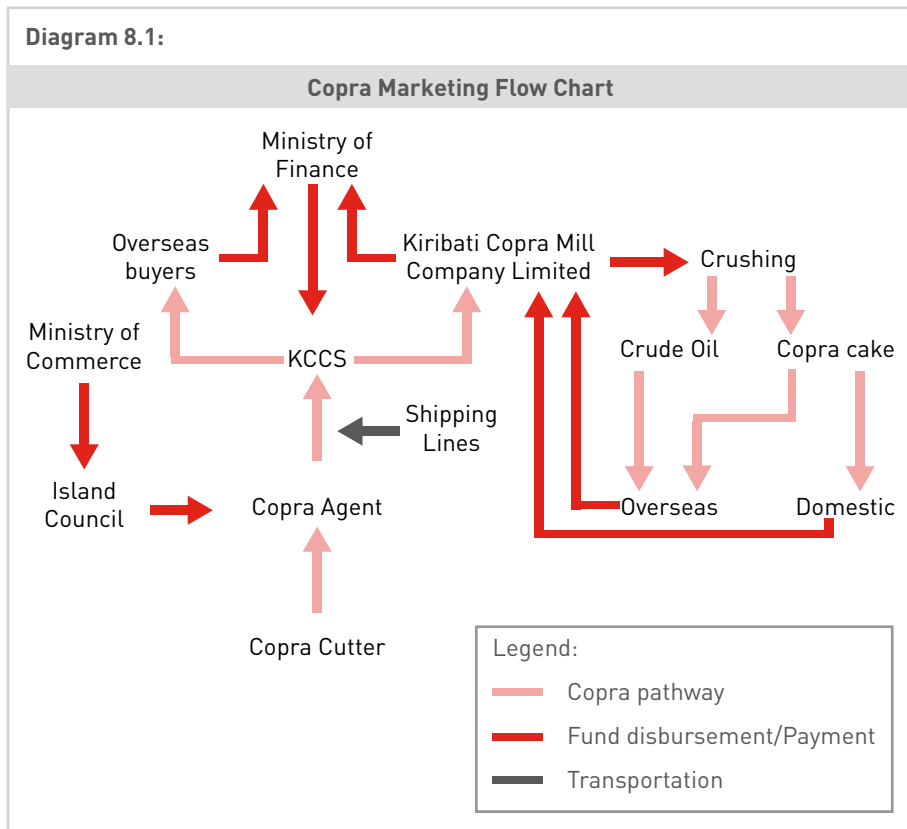 Diagram 8.1:
Copra Marketing Flow Chart
Ministry of
Finance
Overseas
buyers
Kiribati Copra Mill
Company Limited
Crushing
Ministry of
Commerce
KCCS
Crude Oil
Copra cake
Shipping
Lines
Island
Council
Copra Agent
Overseas
Domestic
Copra Cutter
Legend:
Copra pathway
Fund disbursement/Payment
Transportation